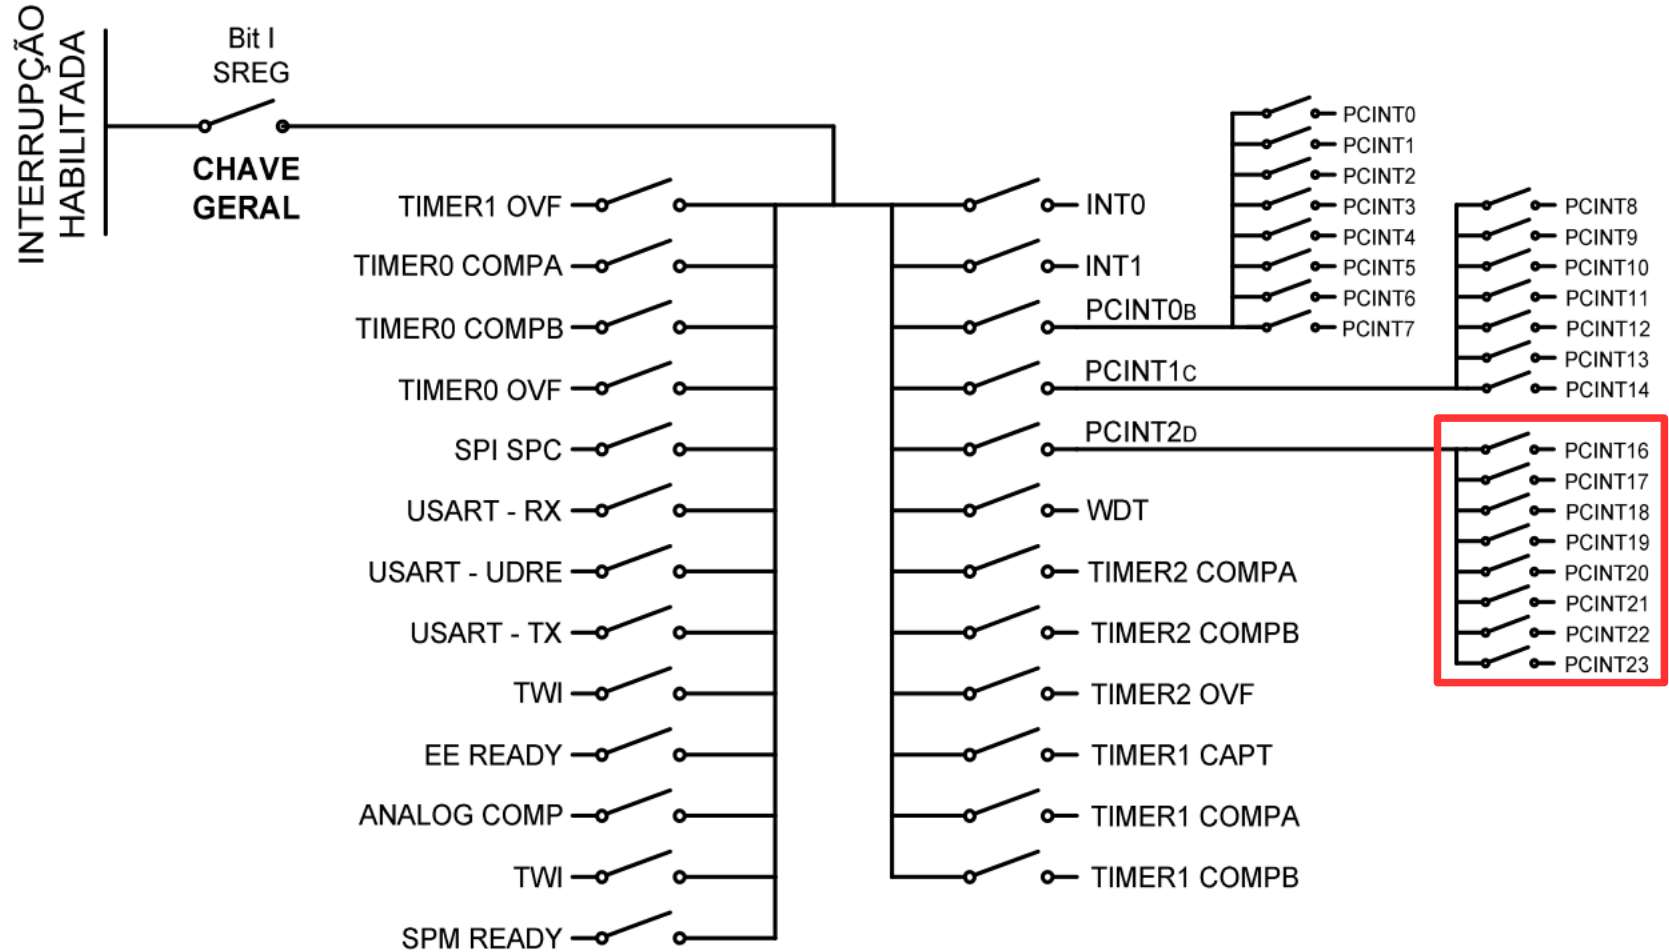 INTERRUPÇÃO
HABILITADA
Bit I
SREG
CHAVE
GERAL
TIMER1 OVF
TIMER0 COMPA
TIMER0 COMPB
TIMER0 OVF
SPI SPC
USART - RX
USART - UDRE
USART - TX
TWI
EE READY
ANALOG COMP
TWI
SPM READY
INT0
INT1
PCINT0B
PCINT1C
PCINT2D
WDT
TIMER2 COMPA
TIMER2 COMPB
TIMER2 OVF
TIMER1 CAPT
TIMER1 COMPA
TIMER1 COMPB
PCINT0
PCINT1
PCINT2
PCINT3
PCINT4
PCINT5
PCINT6
PCINT7
PCINT8
PCINT9
PCINT10
PCINT11
PCINT12
PCINT13
PCINT14
PCINT16
PCINT17
PCINT18
PCINT19
PCINT20
PCINT21
PCINT22
PCINT23